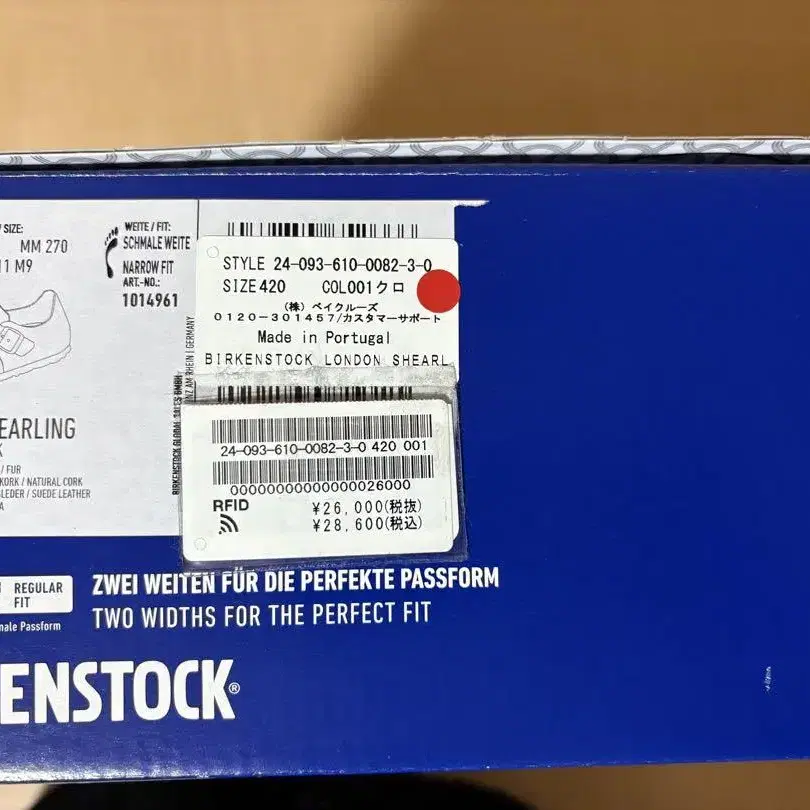 SIZE:
MM 270
M9
WEITE / FIT:
SCHMALE WEITE
NARROW FIT
ART.-NO.:
1014961
STYLE 24-093-610-0082-3-0
SIZE 420 COL001クロ
(株) ベイクルーズ
0120-301457/カスタマーサポート
Made in Portugal
BIRKENSTOCK LONDON SHEARL
BIRKENSTOCK GLOBAL SALES GMBH
RHEIN | GERMANY
EARLING
/ FUR
KORK / NATURAL CORK
LEDER / SUEDE LEATHER
24-093-610-0082-3-0 420 001
00000000000000026000
RFID
¥26,000(税抜)
¥28,600(税込)
REGULAR
FIT
male Passform
ZWEI WEITEN FÜR DIE PERFEKTE PASSFORM
TWO WIDTHS FOR THE PERFECT FIT
ENSTOCK®